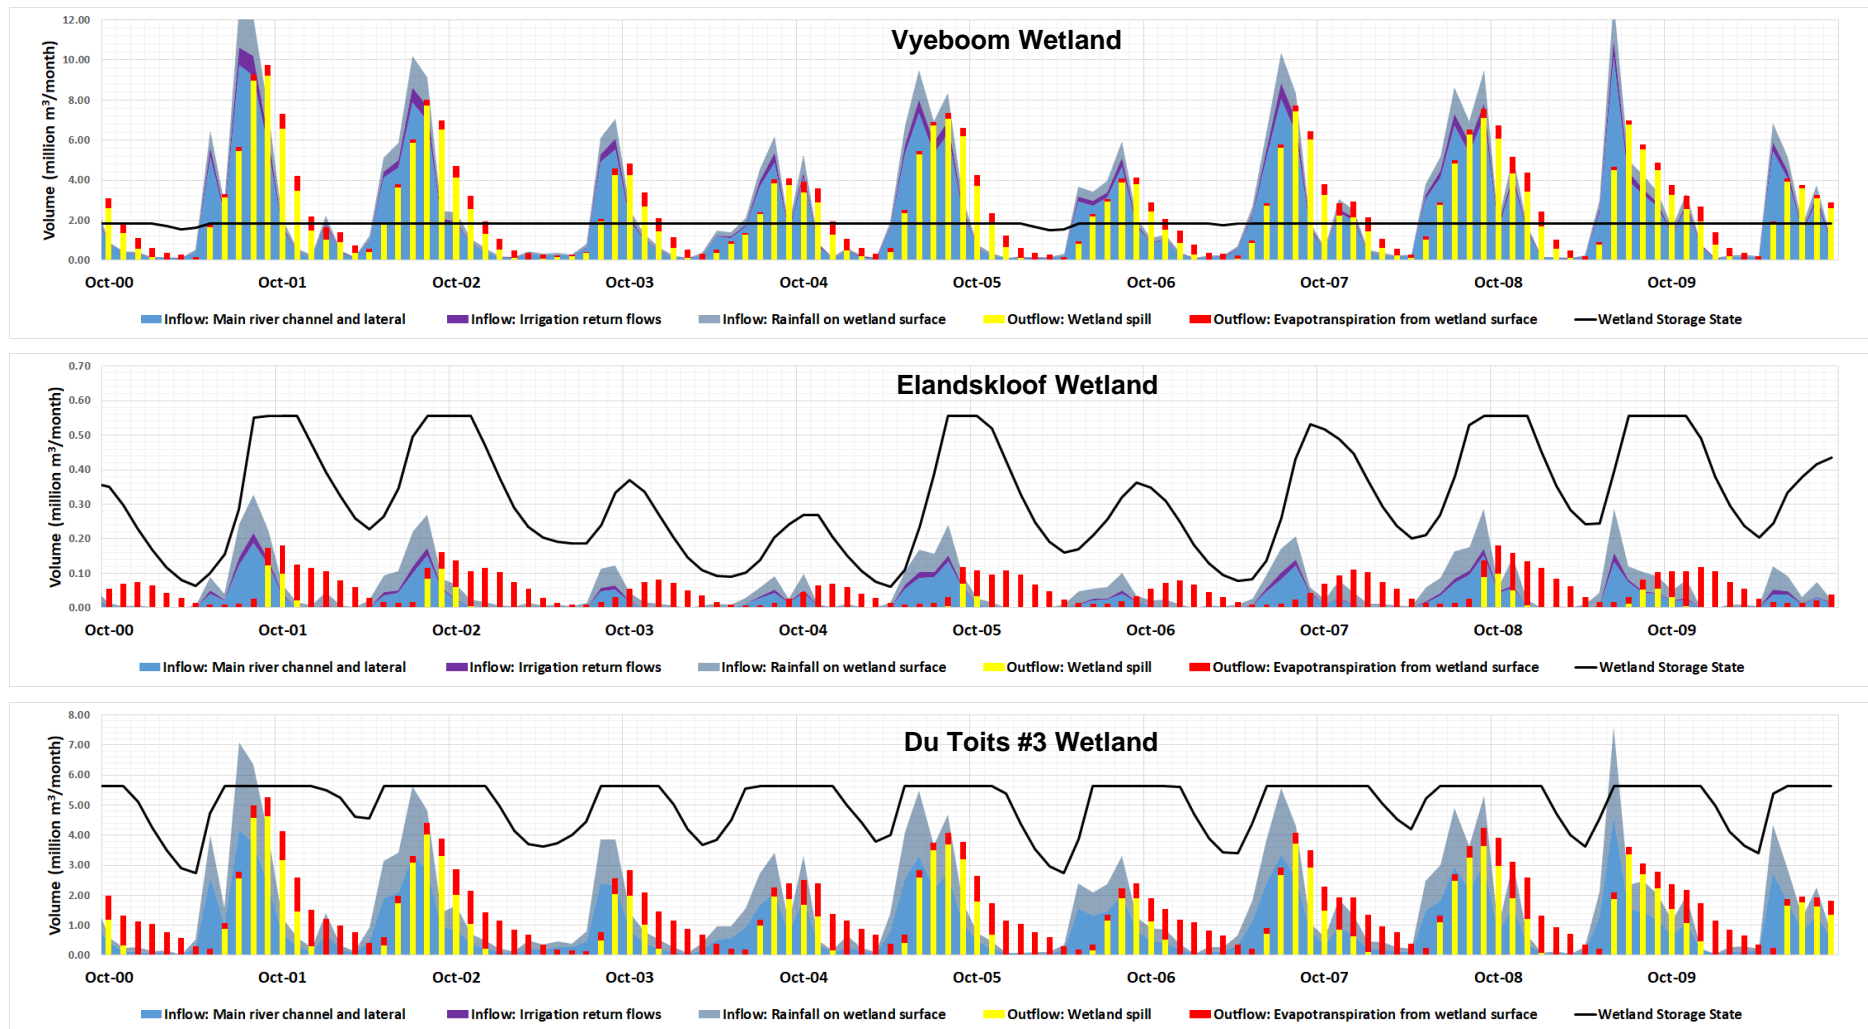 Vyeboom Wetland
Volume (million m³/month)
12.00
10.00
8.00
6.00
4.00
2.00
0.00
Oct-00 Oct-01 Oct-02 Oct-03 Oct-04 Oct-05 Oct-06 Oct-07 Oct-08 Oct-09
Inflow: Main river channel and lateral Inflow: Irrigation return flows Inflow: Rainfall on wetland surface Outflow: Wetland spill Outflow: Evapotranspiration from wetland surface Wetland Storage State
Elandskloof Wetland
Volume (million m³/month)
0.70
0.60
0.50
0.40
0.30
0.20
0.10
0.00
Oct-00 Oct-01 Oct-02 Oct-03 Oct-04 Oct-05 Oct-06 Oct-07 Oct-08 Oct-09
Inflow: Main river channel and lateral Inflow: Irrigation return flows Inflow: Rainfall on wetland surface Outflow: Wetland spill Outflow: Evapotranspiration from wetland surface Wetland Storage State
Du Toits #3 Wetland
Volume (million m³/month)
8.00
7.00
6.00
5.00
4.00
3.00
2.00
1.00
0.00
Oct-00 Oct-01 Oct-02 Oct-03 Oct-04 Oct-05 Oct-06 Oct-07 Oct-08 Oct-09
Inflow: Main river channel and lateral Inflow: Irrigation return flows Inflow: Rainfall on wetland surface Outflow: Wetland spill Outflow: Evapotranspiration from wetland surface Wetland Storage State